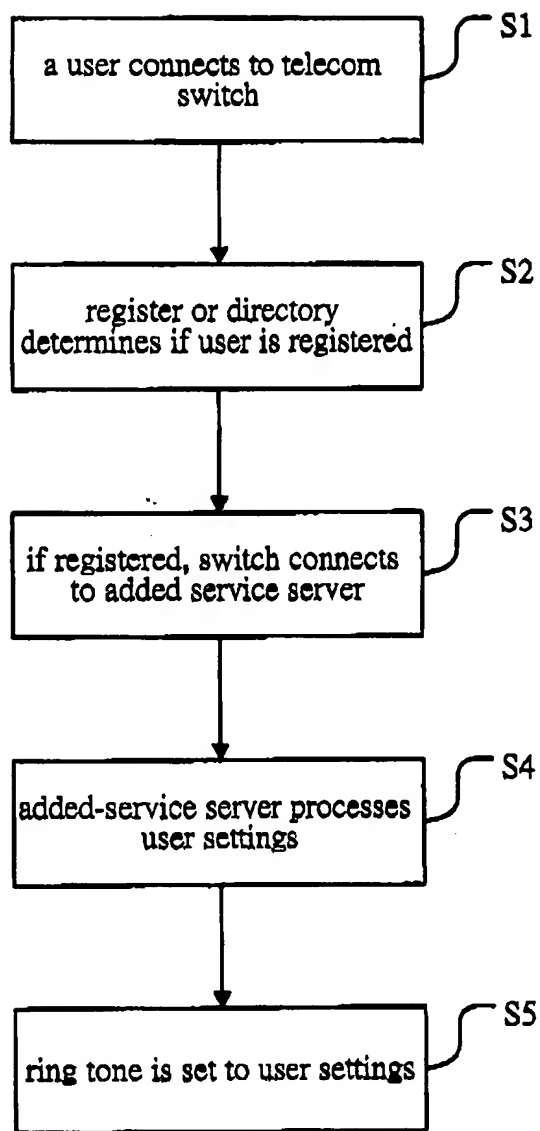 S1
a user connects to telecom
switch
S2
register or directory
determines if user is registered
S3
if registered, switch connects
to added service server
S4
added-service server processes
user settings
S5
ring tone is set to user settings